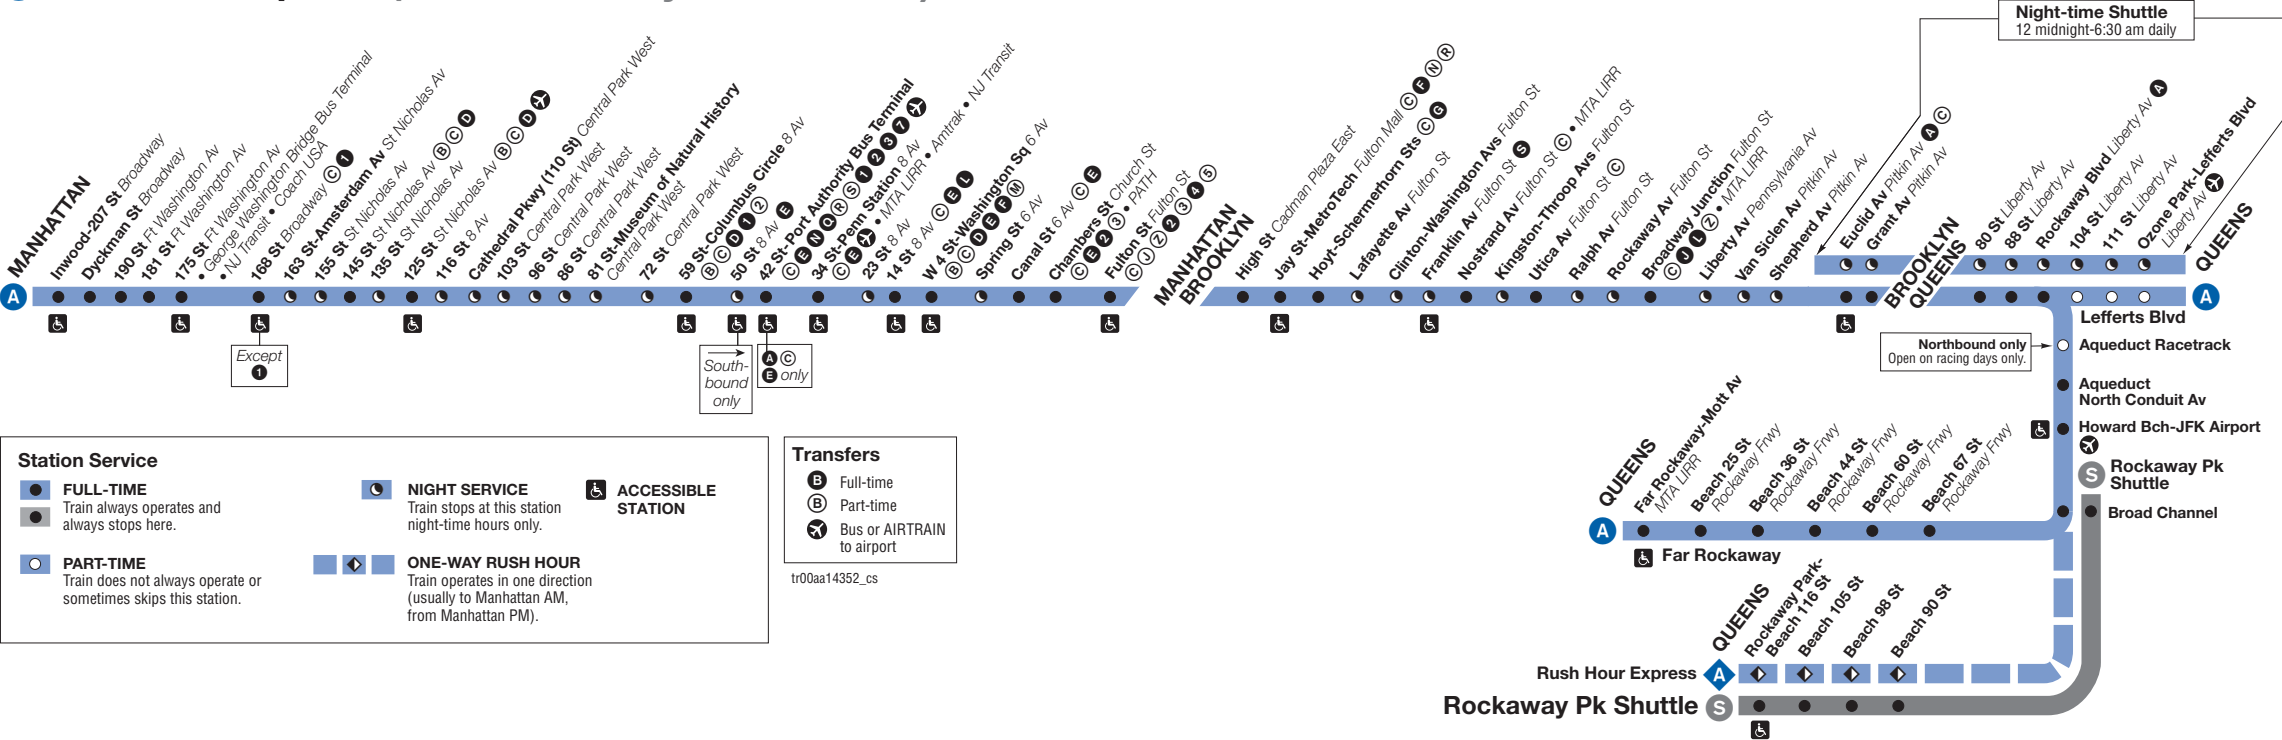 Night-time Shuttle
12 midnight-6:30 am daily
MANHATTAN
Inwood-207 St Broadway
Dyckman St Broadway
190 St Ft Washington Av
181 St Ft Washington Av
175 St Ft Washington Av
• George Washington Bridge Bus Terminal
• NJ Transit • Coach USA
168 St Broadway C 1
163 St-Amsterdam Av St Nicholas Av
155 St St Nicholas Av
145 St St Nicholas Av B C D
135 St St Nicholas Av
125 St St Nicholas Av B C D
116 St 8 Av
Cathedral Pkwy (110 St) Central Park West
103 St Central Park West
96 St Central Park West
86 St Central Park West
81 St-Museum of Natural History
Central Park West
72 St Central Park West
59 St-Columbus Circle 8 Av
B C D 1 2
50 St 8 Av C E
42 St-Port Authority Bus Terminal
C E N Q R S 1 2 3 7
34 St-Penn Station 8 Av
C E • MTA LIRR • Amtrak • NJ Transit
23 St 8 Av
14 St 8 Av C E L
W 4 St-Washington Sq 6 Av
B C D E F M
Spring St 6 Av
Canal St 6 Av C E
Chambers St Church St
C E 2 3 • PATH
Fulton St Fulton St
C J Z 2 3 4 5
MANHATTAN
BROOKLYN
High St Cadman Plaza East
Jay St-MetroTech Fulton Mall C F N R
Hoyt-Schermerhorn Sts C G
Lafayette Av Fulton St
Clinton-Washington Avs Fulton St
Franklin Av Fulton St S
Nostrand Av Fulton St C • MTA LIRR
Kingston-Throop Avs Fulton St
Utica Av Fulton St C
Ralph Av Fulton St
Rockaway Av Fulton St
Broadway Junction Fulton St
C J L Z • MTA LIRR
Liberty Av Pennsylvania Av
Van Siclen Av Pitkin Av
Shepherd Av Pitkin Av
Euclid Av Pitkin Av A C
Grant Av Pitkin Av
BROOKLYN
QUEENS
80 St Liberty Av
88 St Liberty Av
Rockaway Blvd Liberty Av A
104 St Liberty Av
111 St Liberty Av
Ozone Park-Lefferts Blvd
Liberty Av
QUEENS
A
A
Except
1
South-
bound
only
A C
E only
Lefferts Blvd
Northbound only
Open on racing days only.
Aqueduct Racetrack
Aqueduct
North Conduit Av
Howard Bch-JFK Airport
S
Rockaway Pk
Shuttle
Broad Channel
QUEENS
Far Rockaway-Mott Av
MTA LIRR
Beach 25 St
Rockaway Frwy
Beach 36 St
Rockaway Frwy
Beach 44 St
Rockaway Frwy
Beach 60 St
Rockaway Frwy
Beach 67 St
Rockaway Frwy
A
Far Rockaway
QUEENS
Rockaway Park-
Beach 116 St
Beach 105 St
Beach 98 St
Beach 90 St
Rush Hour Express A
Rockaway Pk Shuttle S
Station Service
FULL-TIME
Train always operates and
always stops here.
PART-TIME
Train does not always operate or
sometimes skips this station.
NIGHT SERVICE
Train stops at this station
night-time hours only.
ONE-WAY RUSH HOUR
Train operates in one direction
(usually to Manhattan AM,
from Manhattan PM).
ACCESSIBLE
STATION
Transfers
B Full-time
B Part-time
Bus or AIRTRAIN
to airport
tr00aa14352_cs